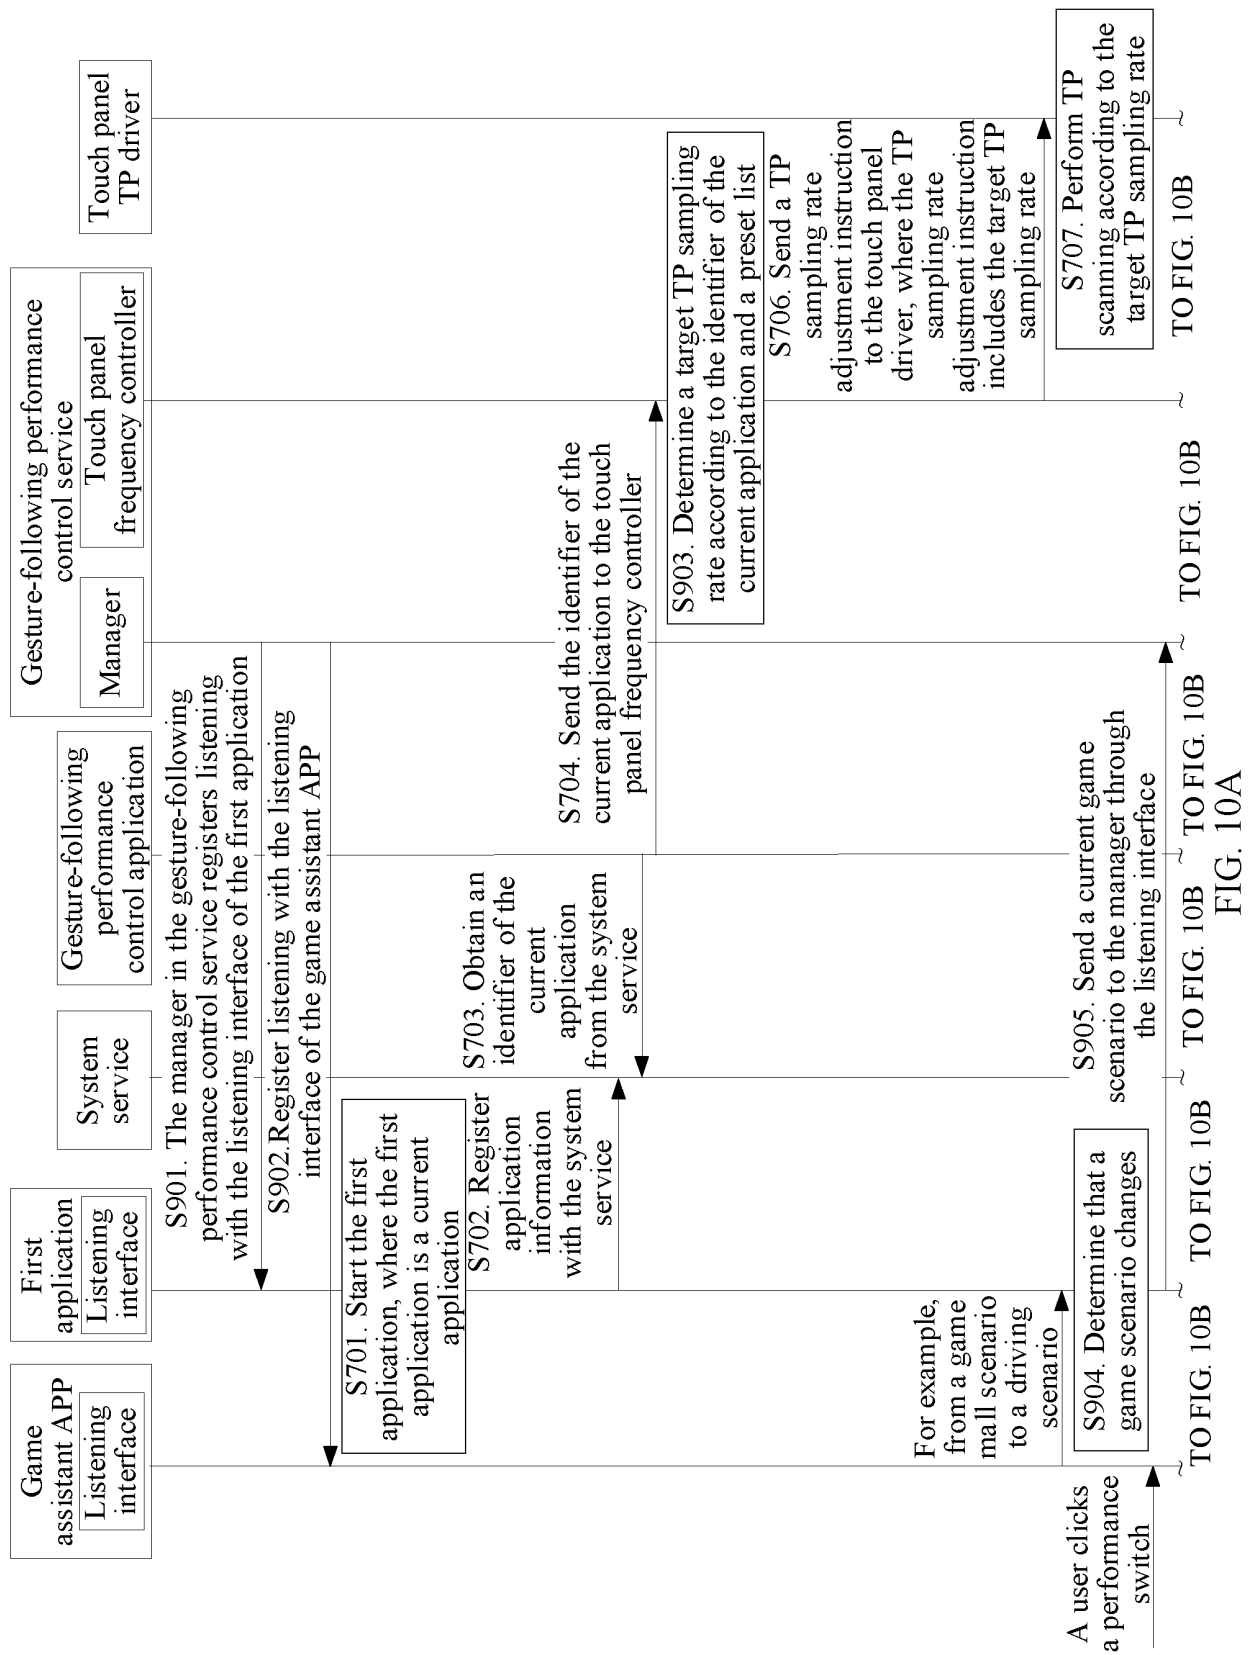 Game
assistant APP
Listening
interface
First
application
Listening
interface
System
service
Gesture-following
performance
control application
Gesture-following performance
control service
Manager
Touch panel
frequency controller
Touch panel
TP driver
S901. The manager in the gesture-following
performance control service registers listening
with the listening interface of the first application
S902.Register listening with the listening
interface of the game assistant APP
S701. Start the first
application, where the first
application is a current
application
S702. Register
application
information
with the system
service
S703. Obtain an
identifier of the
current
application
from the system
service
S704. Send the identifier of the
current application to the touch
panel frequency controller
S903. Determine a target TP sampling
rate according to the identifier of the
current application and a preset list
S706. Send a TP
sampling rate
adjustment instruction
to the touch panel
driver, where the TP
sampling rate
adjustment instruction
includes the target TP
sampling rate
S707. Perform TP
scanning according to the
target TP sampling rate
For example,
from a game
mall scenario
to a driving
scenario
S904. Determine that a
game scenario changes
S905. Send a current game
scenario to the manager through
the listening interface
A user clicks
a performance
switch
TO FIG. 10B
TO FIG. 10B
TO FIG. 10B
TO FIG. 10B
TO FIG. 10B
TO FIG. 10B
FIG. 10A